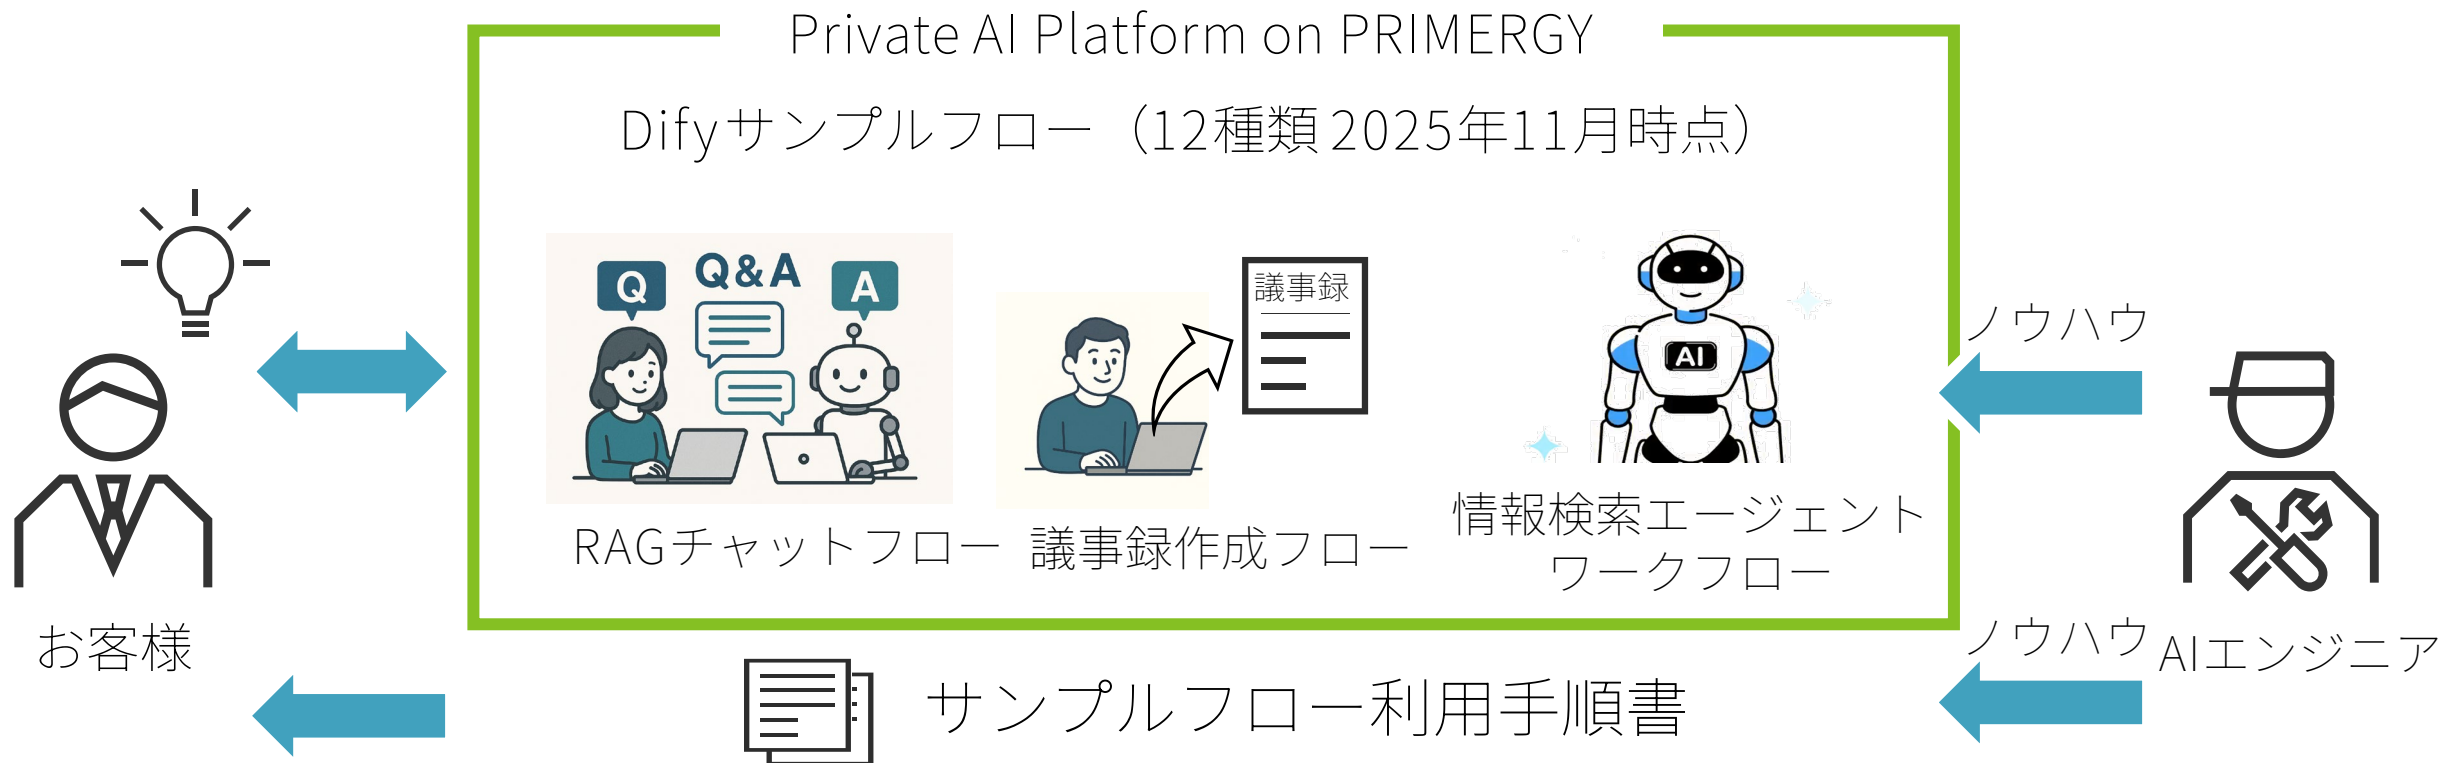 Private AI Platform on PRIMERGY
Difyサンプルフロー（12種類 2025年11月時点）
Q
Q&A
A
議事録
AI
RAGチャットフロー
議事録作成フロー
情報検索エージェント
ワークフロー
ノウハウ
お客様
ノウハウ
AIエンジニア
サンプルフロー利用手順書